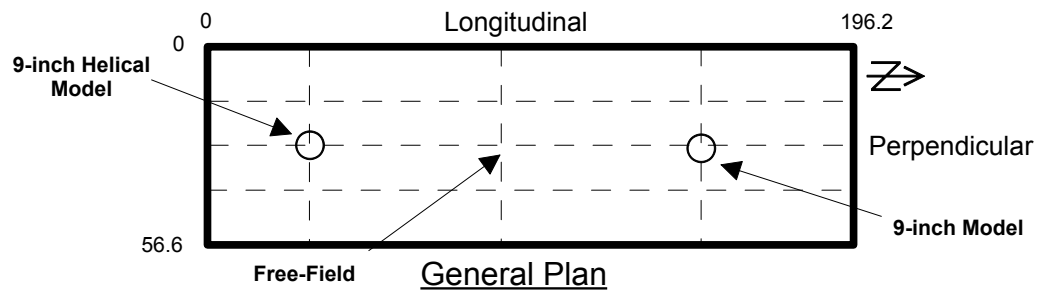 0
Longitudinal
196.2
0
9-inch Helical
Model
Z
Perpendicular
9-inch Model
56.6
Free-Field
General Plan